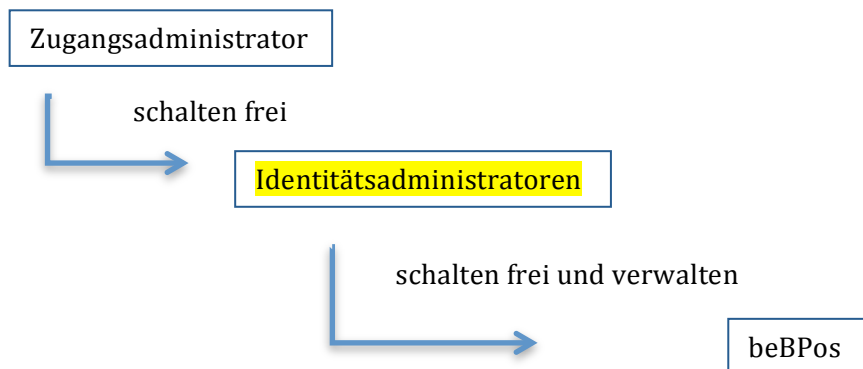 Zugangsadministrator
schalten frei
Identitätsadministratoren
schalten frei und verwalten
beBPos